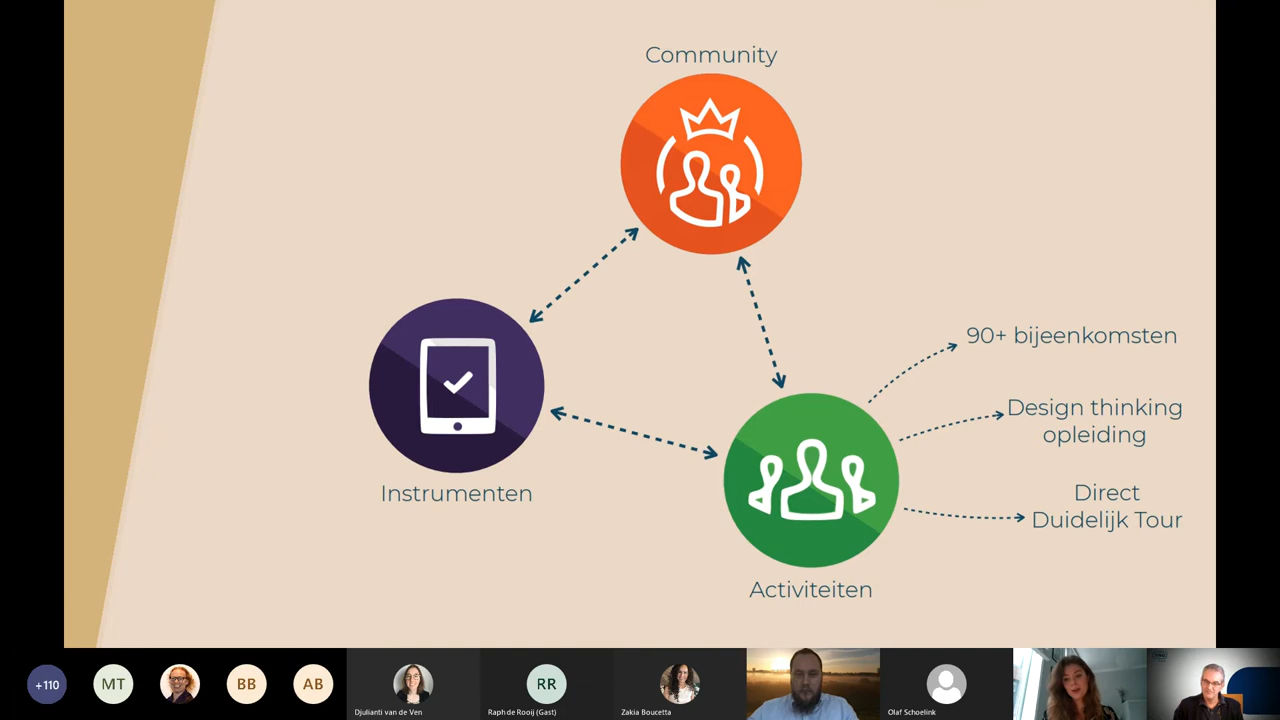 Community
90+ bijeenkomsten
Design thinking
opleiding
Direct
Duidelijk Tour
Instrumenten
Activiteiten
+110
MT
BB
AB
RR
Djulianti van de Ven
Raph de Rooij (Gast)
Zakia Boucetta
Olaf Schoelink